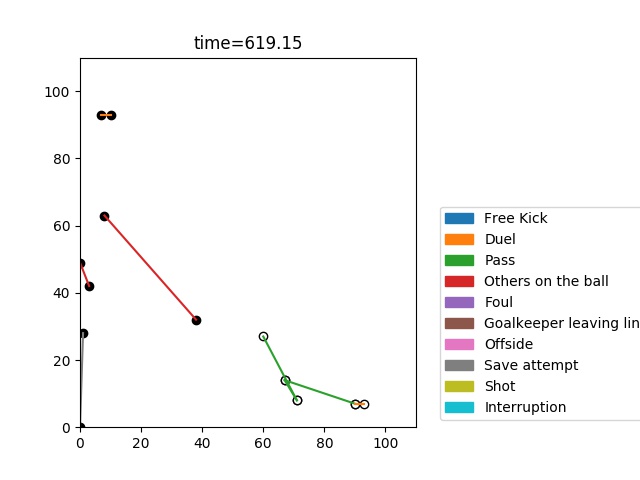 time=619.15
100
80
60
40
20
0
0 20 40 60 80 100
Free Kick
Duel
Pass
Others on the ball
Foul
Goalkeeper leaving lin
Offside
Save attempt
Shot
Interruption